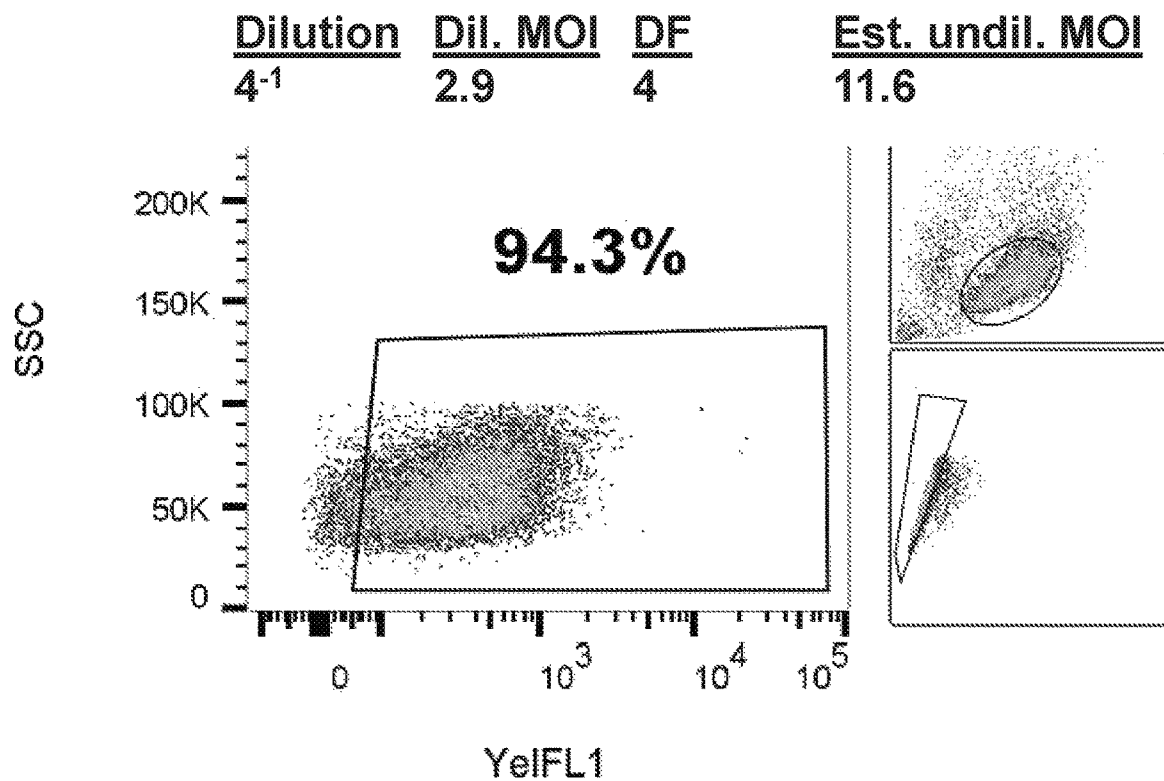 Dilution Dil. MOI DF Est. undil. MOI
4⁻¹ 2.9 4 11.6
94.3%
200K
150K
100K
50K
0
SSC
0 10³ 10⁴ 10⁵
YelFL1